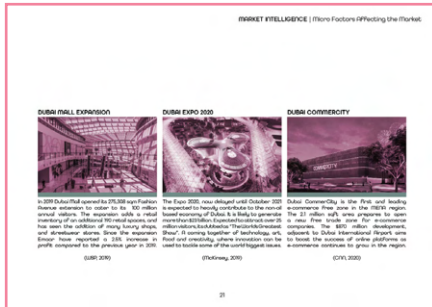 MARKET INTELLIGENCE | Micro Factors Affecting the Market
DUBAI MALL EXPANSION
In 2019 Dubai Mall opened its 275,308 sqm Fashion
Avenue extension to cater to its 100 million
annual visitors. The expansion adds a retail
inventory of an additional 190 retail spaces, and
has seen the addition of many luxury shops,
and streetwear stores. Since the expansion
Emaar have reported a 25% increase in
profit compared to the previous year in 2019.
(WBP, 2019)
DUBAI EXPO 2020
The Expo 2020, now delayed until October 2021
is expected to heavily contribute to the non-oil
based economy of Dubai. It is likely to generate
more than $23 billion. Expected to attract over 25
million visitors, its dubbed as "The Worlds Greatest
Show". A coming together of technology, art,
food and creativity, where innovation can be
used to tackle some of the world biggest issues.
(McKinsey, 2019)
DUBAI COMMERCITY
Dubai CommerCity is the first and leading
e-commerce free zone in the MENA region.
The 2.1 million sqft area prepares to open
a new free trade zone for e-commerce
companies. The $870 million development,
adjacent to Dubai International Airport aims
to boost the success of online platforms as
e-commerce continues to grow in the region.
(CNN, 2020)
21